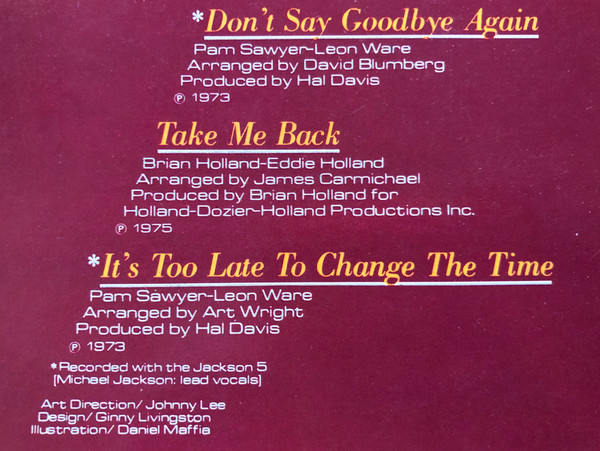 *Don't Say Goodbye Again
Pam Sawyer-Leon Ware
Arranged by David Blumberg
Produced by Hal Davis
℗ 1973
Take Me Back
Brian Holland-Eddie Holland
Arranged by James Carmichael
Produced by Brian Holland for
Holland-Dozier-Holland Productions Inc.
℗ 1975
*It's Too Late To Change The Time
Pam Sawyer-Leon Ware
Arranged by Art Wright
Produced by Hal Davis
℗ 1973
*Recorded with the Jackson 5
(Michael Jackson: lead vocals)
Art Direction/ Johnny Lee
Design/ Ginny Livingston
Illustration/ Daniel Maffia